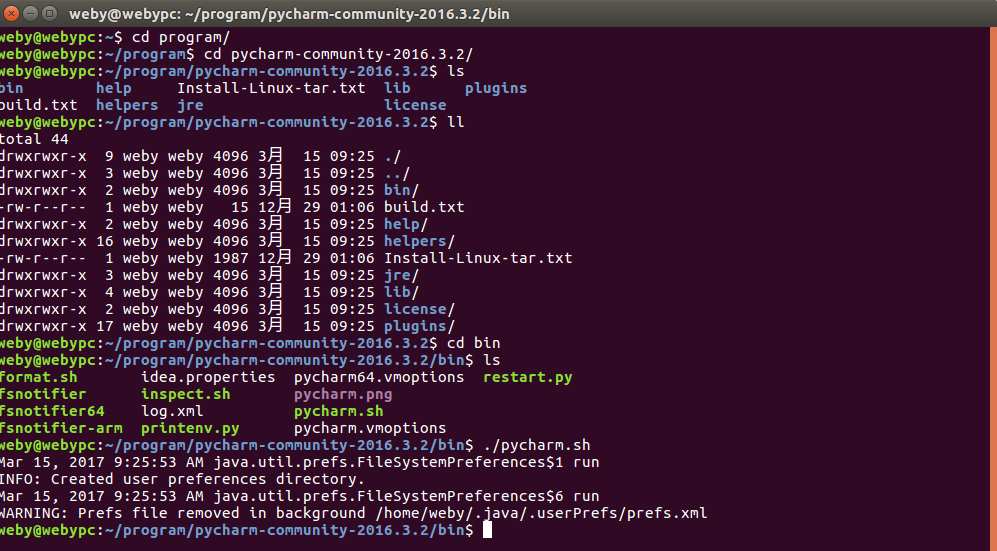 weby@webypc: ~/program/pycharm-community-2016.3.2/bin
weby@webypc:~$ cd program/
weby@webypc:~/program$ cd pycharm-community-2016.3.2/
weby@webypc:~/program/pycharm-community-2016.3.2$ ls
bin        help     Install-Linux-tar.txt  lib      plugins
build.txt  helpers  jre                    license
weby@webypc:~/program/pycharm-community-2016.3.2$ ll
total 44
drwxrwxr-x  9 weby weby 4096 3月  15 09:25 ./
drwxrwxr-x  3 weby weby 4096 3月  15 09:25 ../
drwxrwxr-x  2 weby weby 4096 3月  15 09:25 bin/
-rw-r--r--  1 weby weby   15 12月 29 01:06 build.txt
drwxrwxr-x  2 weby weby 4096 3月  15 09:25 help/
drwxrwxr-x 16 weby weby 4096 3月  15 09:25 helpers/
-rw-r--r--  1 weby weby 1987 12月 29 01:06 Install-Linux-tar.txt
drwxrwxr-x  3 weby weby 4096 3月  15 09:25 jre/
drwxrwxr-x  4 weby weby 4096 3月  15 09:25 lib/
drwxrwxr-x  2 weby weby 4096 3月  15 09:25 license/
drwxrwxr-x 17 weby weby 4096 3月  15 09:25 plugins/
weby@webypc:~/program/pycharm-community-2016.3.2$ cd bin
weby@webypc:~/program/pycharm-community-2016.3.2/bin$ ls
format.sh       idea.properties  pycharm64.vmoptions  restart.py
fsnotifier      inspect.sh       pycharm.png
fsnotifier64    log.xml          pycharm.sh
fsnotifier-arm  printenv.py      pycharm.vmoptions
weby@webypc:~/program/pycharm-community-2016.3.2/bin$ ./pycharm.sh
Mar 15, 2017 9:25:53 AM java.util.prefs.FileSystemPreferences$1 run
INFO: Created user preferences directory.
Mar 15, 2017 9:25:53 AM java.util.prefs.FileSystemPreferences$6 run
WARNING: Prefs file removed in background /home/weby/.java/.userPrefs/prefs.xml
weby@webypc:~/program/pycharm-community-2016.3.2/bin$